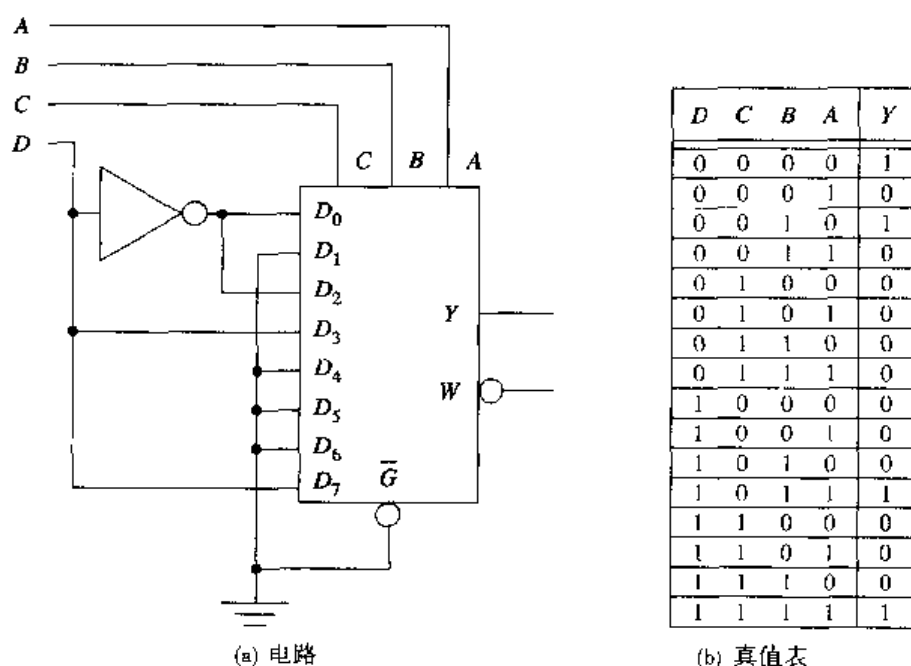 A
B
C
D
C B A
D₀
D₁
D₂
D₃
Y
D₄
W
D₅
D₆
G̅
D₇
(a) 电路
D C B A Y
0 0 0 0 1
0 0 0 1 0
0 0 1 0 1
0 0 1 1 0
0 1 0 0 0
0 1 0 1 0
0 1 1 0 0
0 1 1 1 0
1 0 0 0 0
1 0 0 1 0
1 0 1 0 0
1 0 1 1 1
1 1 0 0 0
1 1 0 1 0
1 1 1 0 0
1 1 1 1 1
(b) 真值表